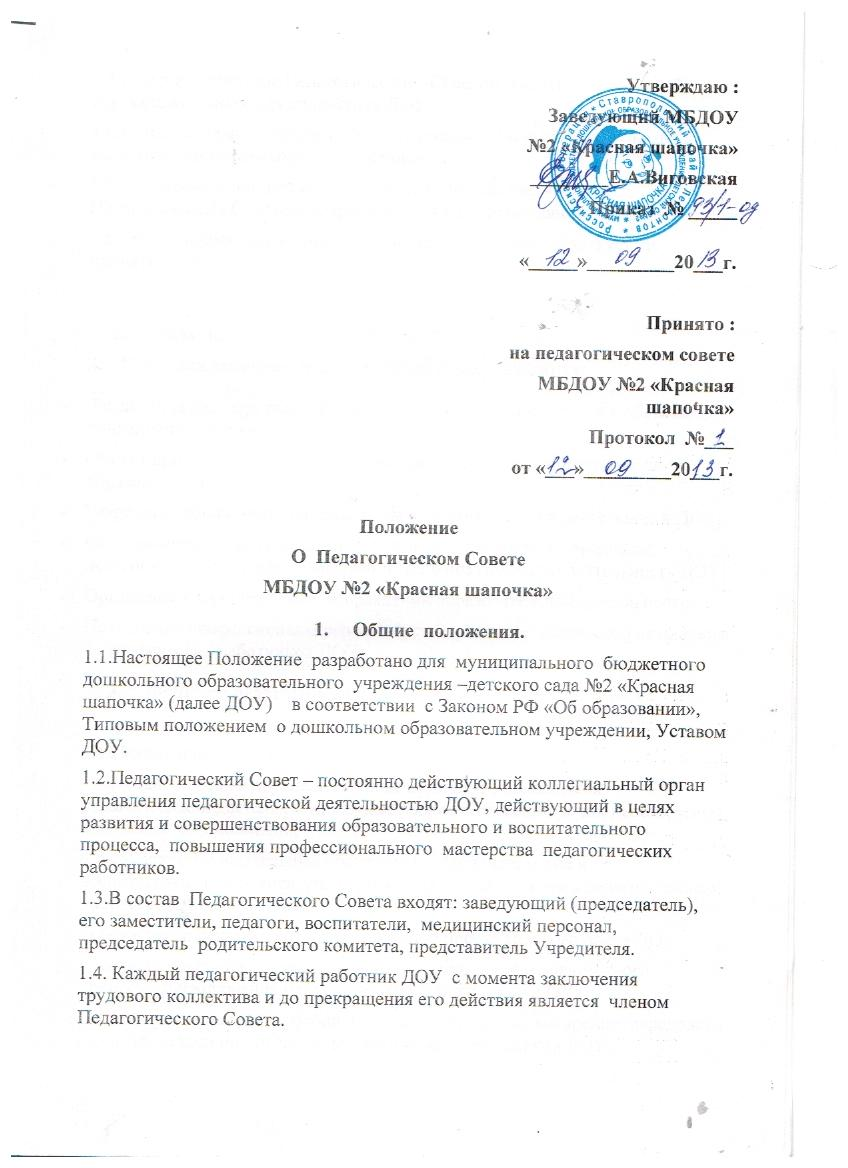 Утверждаю :
Заведующий МБДОУ
№2 «Красная шапочка»
Е.А.Виговская
Приказ № 93/1-од
« 12 » 09 2013 г.
Принято :
на педагогическом совете
МБДОУ №2 «Красная
шапочка»
Протокол № 1
от «12» 09 2013 г.
Положение
О Педагогическом Совете
МБДОУ №2 «Красная шапочка»
1. Общие положения.
1.1.Настоящее Положение разработано для муниципального бюджетного
дошкольного образовательного учреждения –детского сада №2 «Красная
шапочка» (далее ДОУ) в соответствии с Законом РФ «Об образовании»,
Типовым положением о дошкольном образовательном учреждении, Уставом
ДОУ.
1.2.Педагогический Совет – постоянно действующий коллегиальный орган
управления педагогической деятельностью ДОУ, действующий в целях
развития и совершенствования образовательного и воспитательного
процесса, повышения профессионального мастерства педагогических
работников.
1.3.В состав Педагогического Совета входят: заведующий (председатель),
его заместители, педагоги, воспитатели, медицинский персонал,
председатель родительского комитета, представитель Учредителя.
1.4. Каждый педагогический работник ДОУ с момента заключения
трудового коллектива и до прекращения его действия является членом
Педагогического Совета.